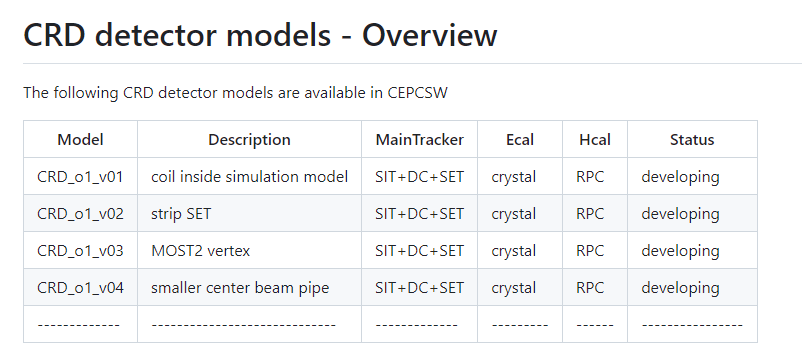 CRD detector models - Overview
The following CRD detector models are available in CEPCSW
Model Description MainTracker Ecal Hcal Status
CRD_o1_v01 coil inside simulation model SIT+DC+SET crystal RPC developing
CRD_o1_v02 strip SET SIT+DC+SET crystal RPC developing
CRD_o1_v03 MOST2 vertex SIT+DC+SET crystal RPC developing
CRD_o1_v04 smaller center beam pipe SIT+DC+SET crystal RPC developing
------------- ----------------------------- ------------- --------- ------ ----------------